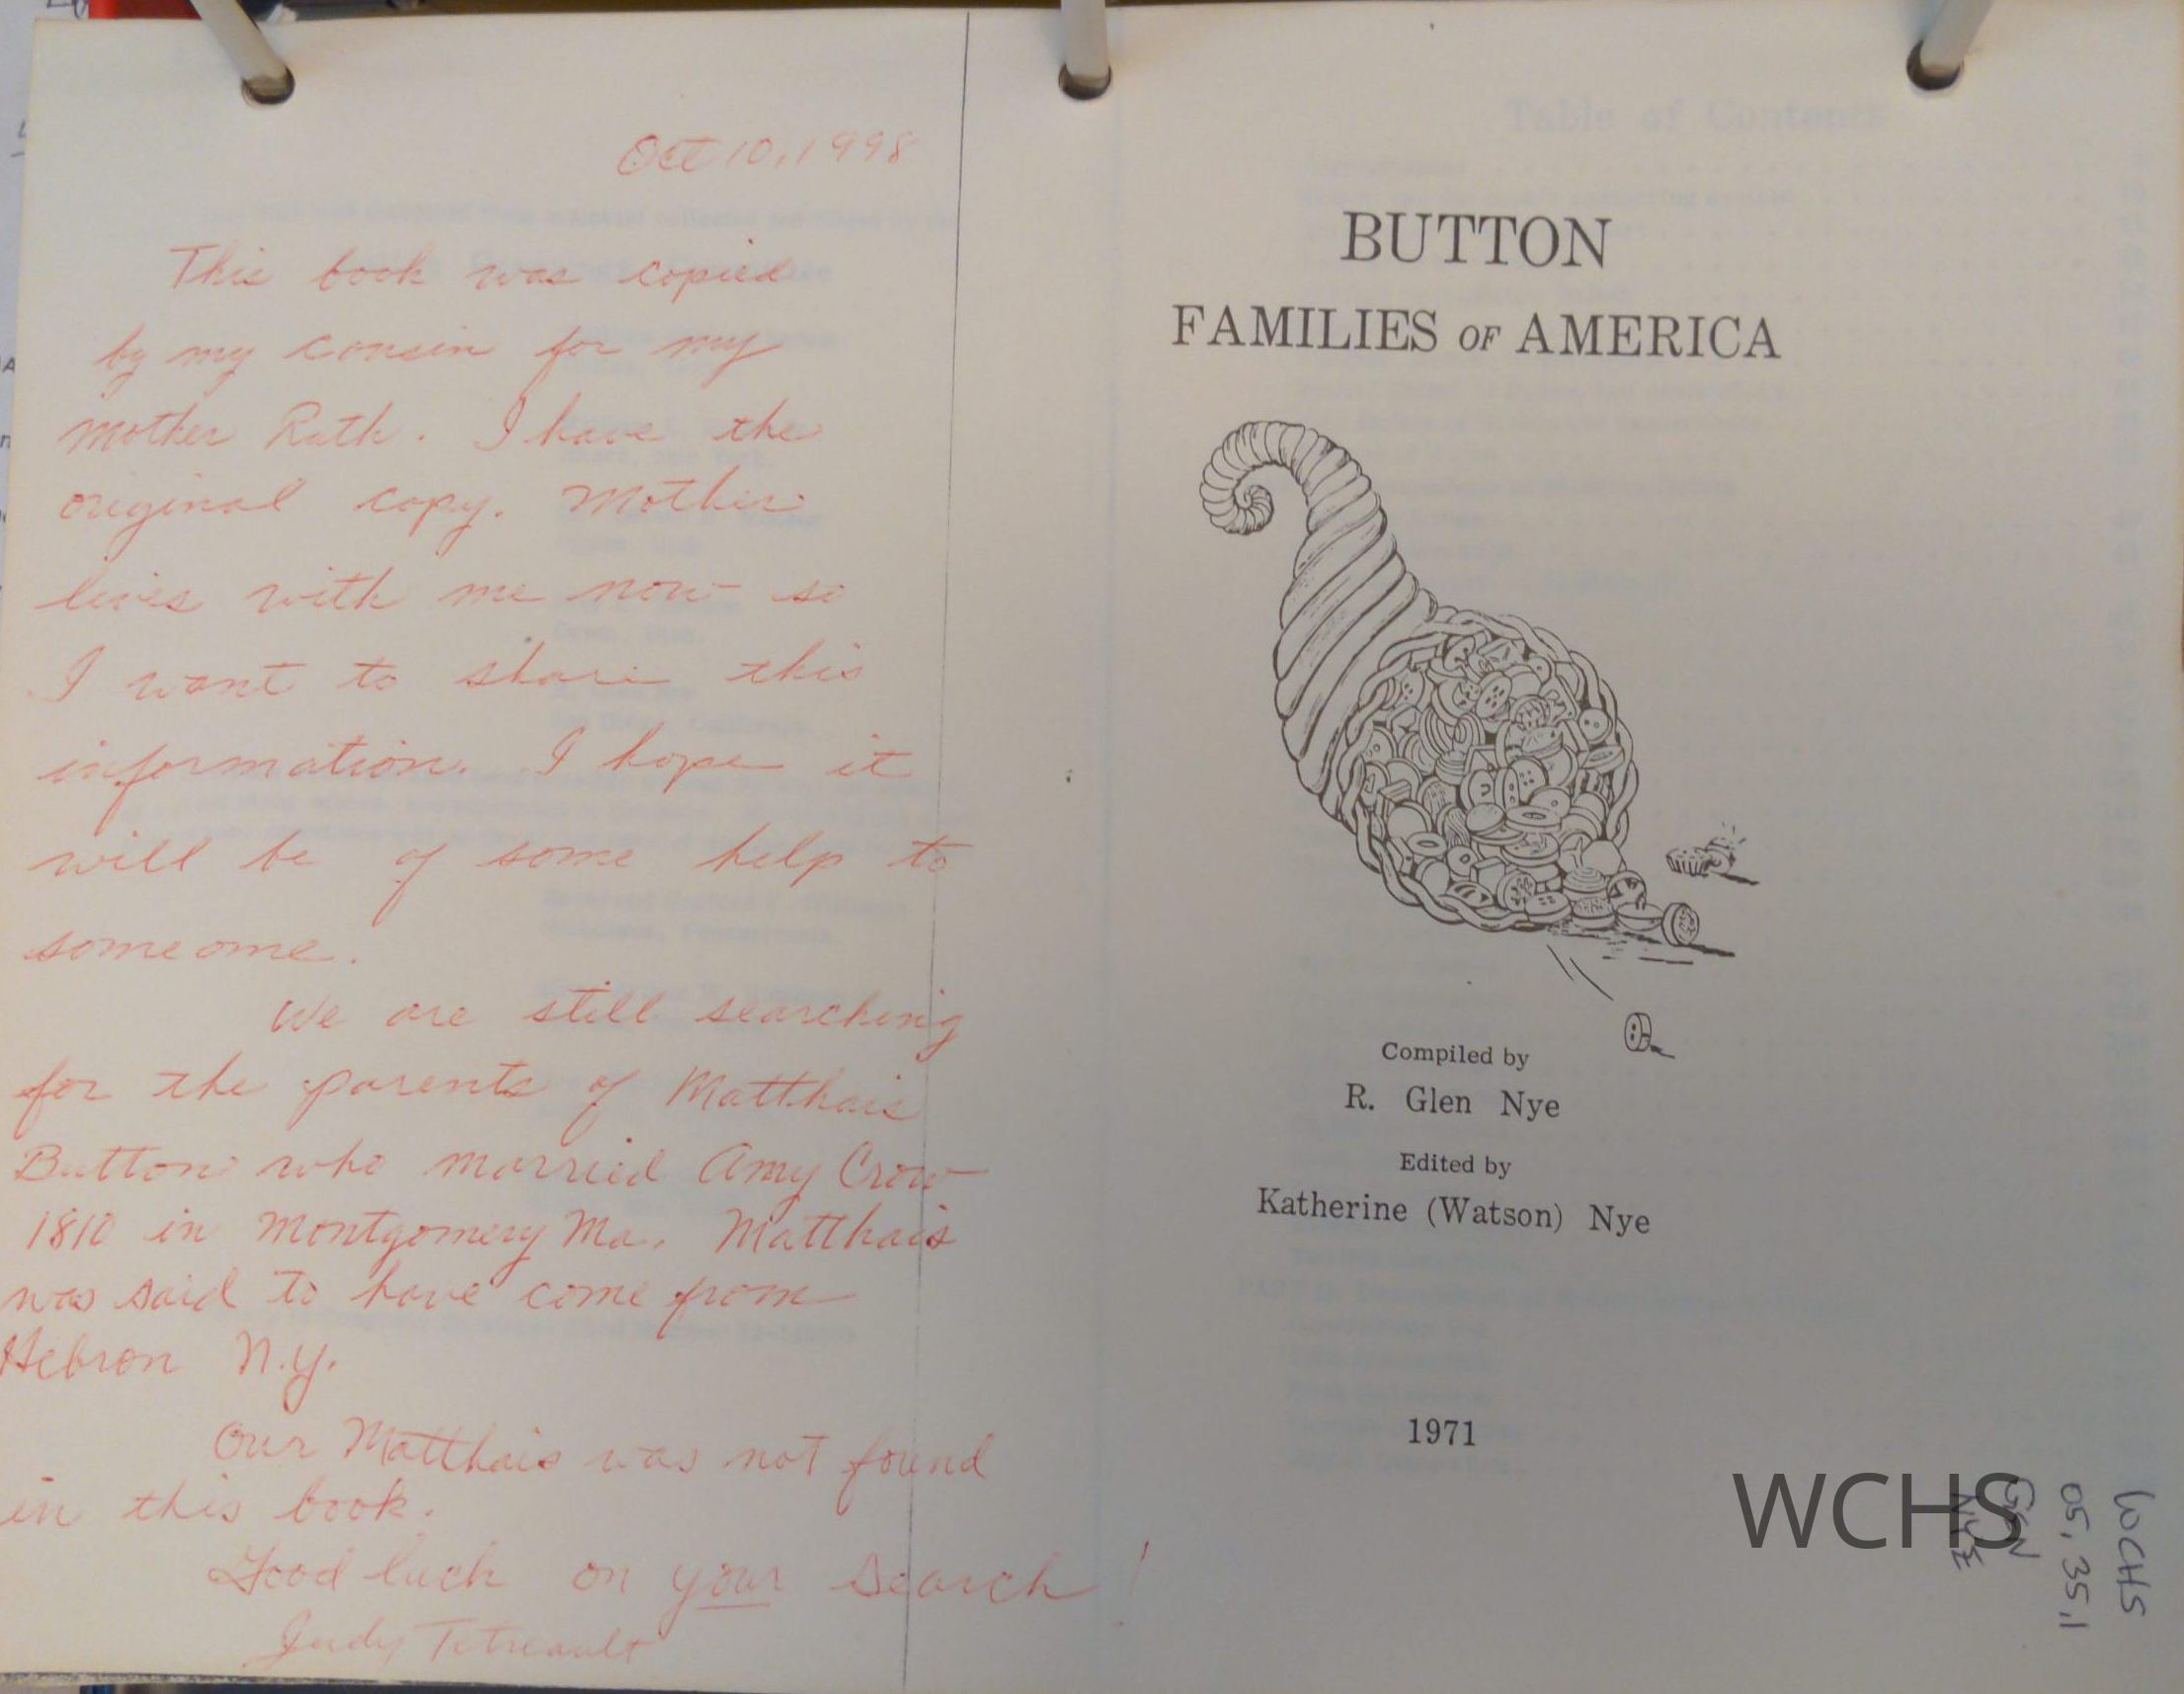 Oct 10, 1998
This book was copied
by my cousin for my
mother Ruth. I have the
original copy. Mother
lives with me now so
I want to share this
information. I hope it
will be of some help to
someone.
We are still searching
for the parents of Matthais
Button who married Amy Crow
1810 in Montgomery Ma. Matthais
was said to have come from
Hebron N.Y.
Our Matthais was not found
in this book.
Good luck on your search!
Judy Tetreault
Table of Contents
BUTTON
FAMILIES OF AMERICA
Compiled by
R. Glen Nye
Edited by
Katherine (Watson) Nye
1971
WCHS
WCHS
05.35.1
GEN
NYE